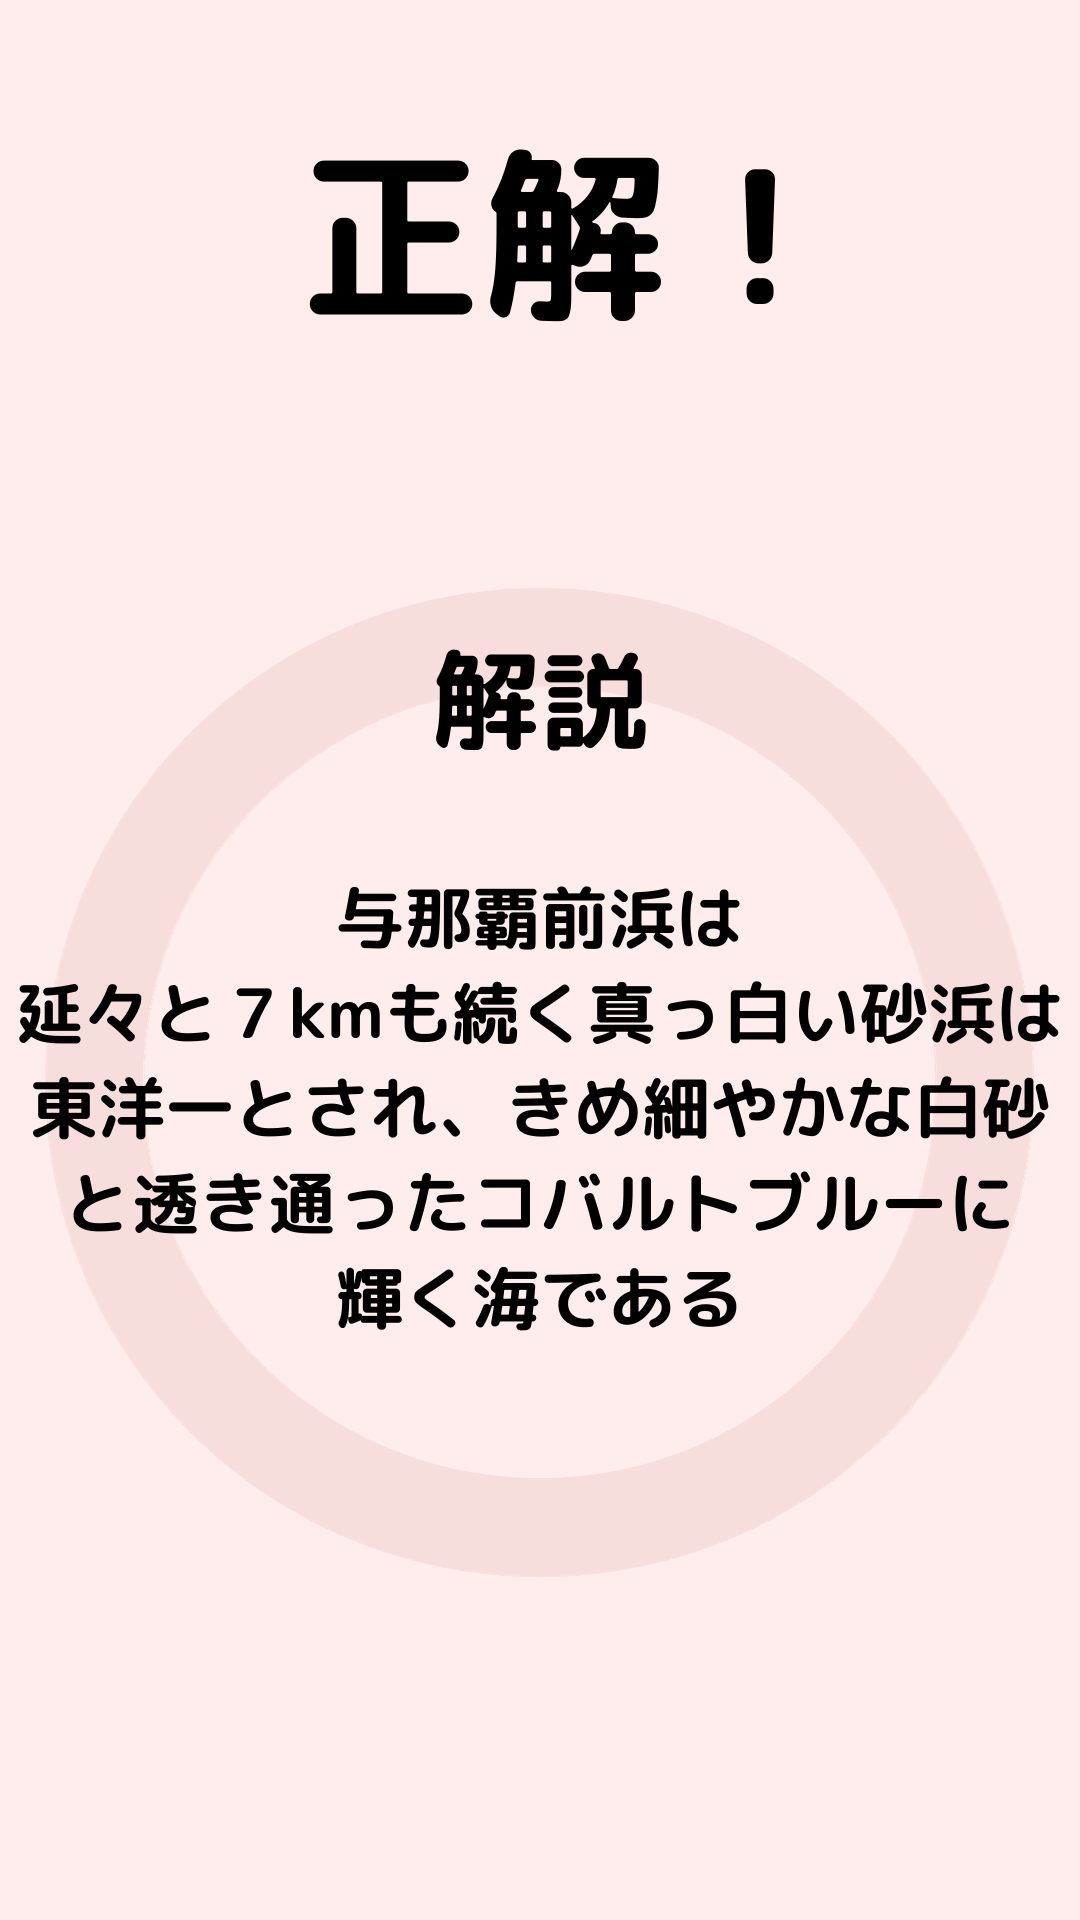 正解！
解説
与那覇前浜は
延々と７kmも続く真っ白い砂浜は
東洋一とされ、きめ細やかな白砂
と透き通ったコバルトブルーに
輝く海である